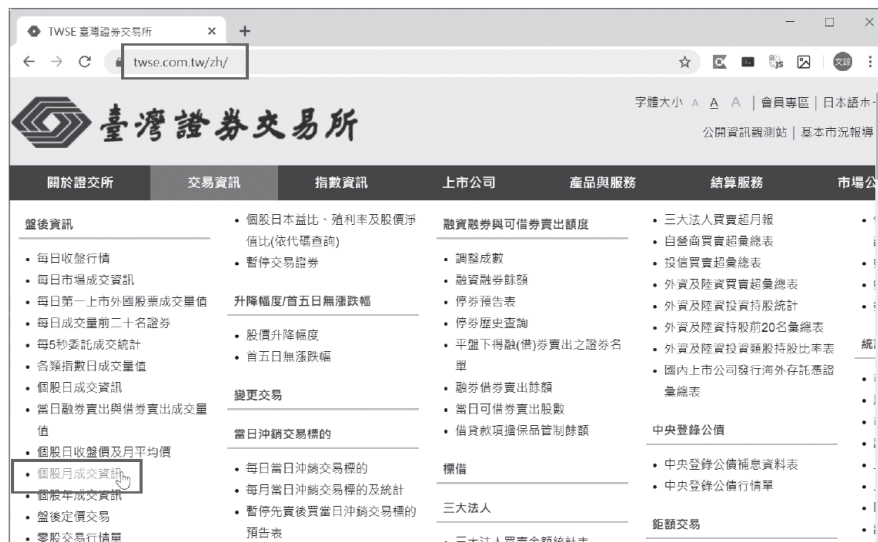 TWSE 臺灣證券交易所
twse.com.tw/zh/
臺灣證券交易所
字體大小 A A A | 會員專區 | 日本語ホ
公開資訊觀測站 | 基本市況報導
關於證交所 交易資訊 指數資訊 上市公司 產品與服務 結算服務 市場公
盤後資訊
每日收盤行情
每日市場成交資訊
每日第一上市外國股票成交量值
每日成交量前二十名證券
每5秒委託成交統計
各類指數日成交量值
個股日成交資訊
當日融券賣出與借券賣出成交量
值
個股日收盤價及月平均價
個股月成交資訊
個股年成交資訊
盤後定價交易
零股交易行情單
個股日本益比、殖利率及股價淨
值比(依代碼查詢)
暫停交易證券
升降幅度/首五日無漲跌幅
股價升降幅度
首五日無漲跌幅
變更交易
當日沖銷交易標的
每日當日沖銷交易標的
每月當日沖銷交易標的及統計
暫停先賣後買當日沖銷交易標的
預告表
融資融券與可借券賣出額度
調整成數
融資融券餘額
停券預告表
停券歷史查詢
平盤下得融(借)券賣出之證券名
單
融券借券賣出餘額
當日可借券賣出股數
借貸款項擔保品管制餘額
標借
三大法人
三大法人買賣金額統計表
三大法人買賣超月報
自營商買賣超彙總表
投信買賣超彙總表
外資及陸資買賣超彙總表
外資及陸資投資持股統計
外資及陸資持股前20名彙總表
外資及陸資投資類股持股比率表
國內上市公司發行海外存託憑證
彙總表
中央登錄公債
中央登錄公債補息資料表
中央登錄公債行情單
鉅額交易